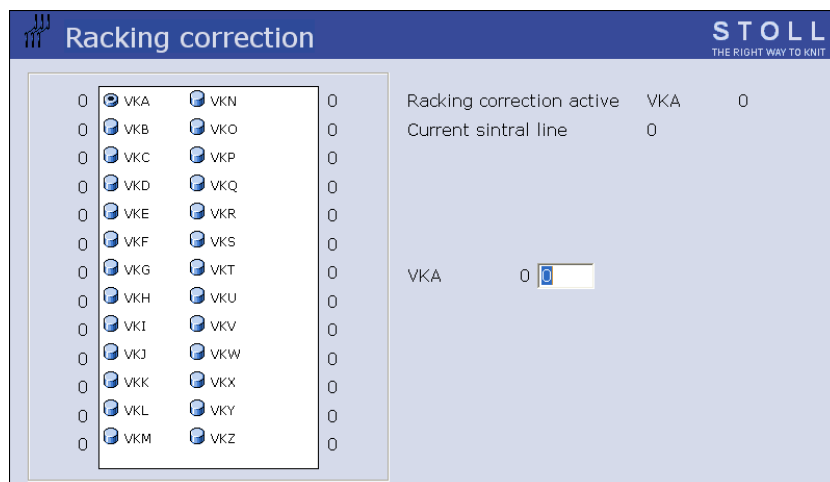 Racking correction
STOLL
THE RIGHT WAY TO KNIT
0 VKA VKN 0
0 VKB VKO 0
0 VKC VKP 0
0 VKD VKQ 0
0 VKE VKR 0
0 VKF VKS 0
0 VKG VKT 0
0 VKH VKU 0
0 VKI VKV 0
0 VKJ VKW 0
0 VKK VKX 0
0 VKL VKY 0
0 VKM VKZ 0
Racking correction active VKA 0
Current sintral line 0
VKA 0 0